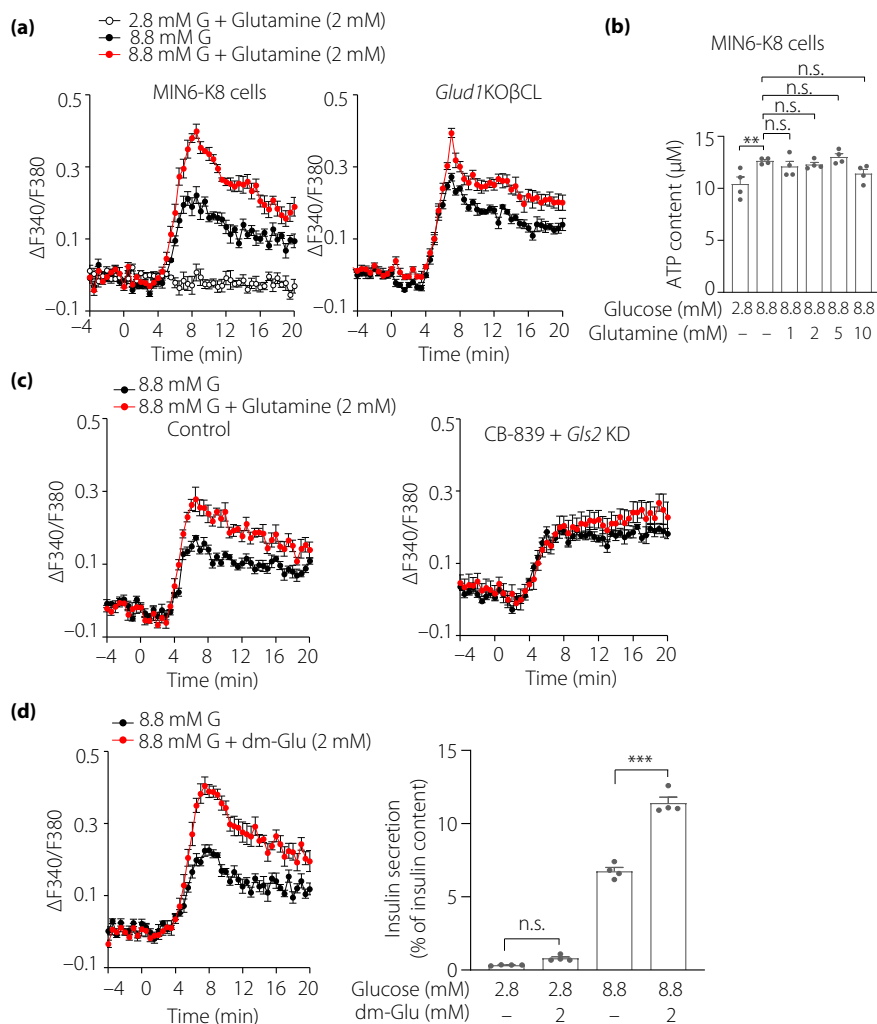 (a)
2.8 mM G + Glutamine (2 mM)
8.8 mM G
8.8 mM G + Glutamine (2 mM)
MIN6-K8 cells
ΔF340/F380
0.5
0.3
0.1
−0.1
−4 0 4 8 12 16 20
Time (min)
Glud1KOβCL
0.5
0.3
0.1
−0.1
−4 0 4 8 12 16 20
Time (min)
(b)
MIN6-K8 cells
n.s.
n.s.
n.s.
n.s.
**
ATP content (μM)
15
10
5
0
Glucose (mM) 2.8 8.8 8.8 8.8 8.8 8.8
Glutamine (mM) – – 1 2 5 10
(c)
8.8 mM G
8.8 mM G + Glutamine (2 mM)
Control
ΔF340/F380
0.5
0.3
0.1
−0.1
−4 0 4 8 12 16 20
Time (min)
CB-839 + Gls2 KD
ΔF340/F380
0.5
0.3
0.1
−0.1
−4 0 4 8 12 16 20
Time (min)
(d)
8.8 mM G
8.8 mM G + dm-Glu (2 mM)
ΔF340/F380
0.5
0.3
0.1
−0.1
−4 0 4 8 12 16 20
Time (min)
Insulin secretion
(% of insulin content)
15
10
5
0
n.s.
***
Glucose (mM) 2.8 2.8 8.8 8.8
dm-Glu (mM) – 2 – 2